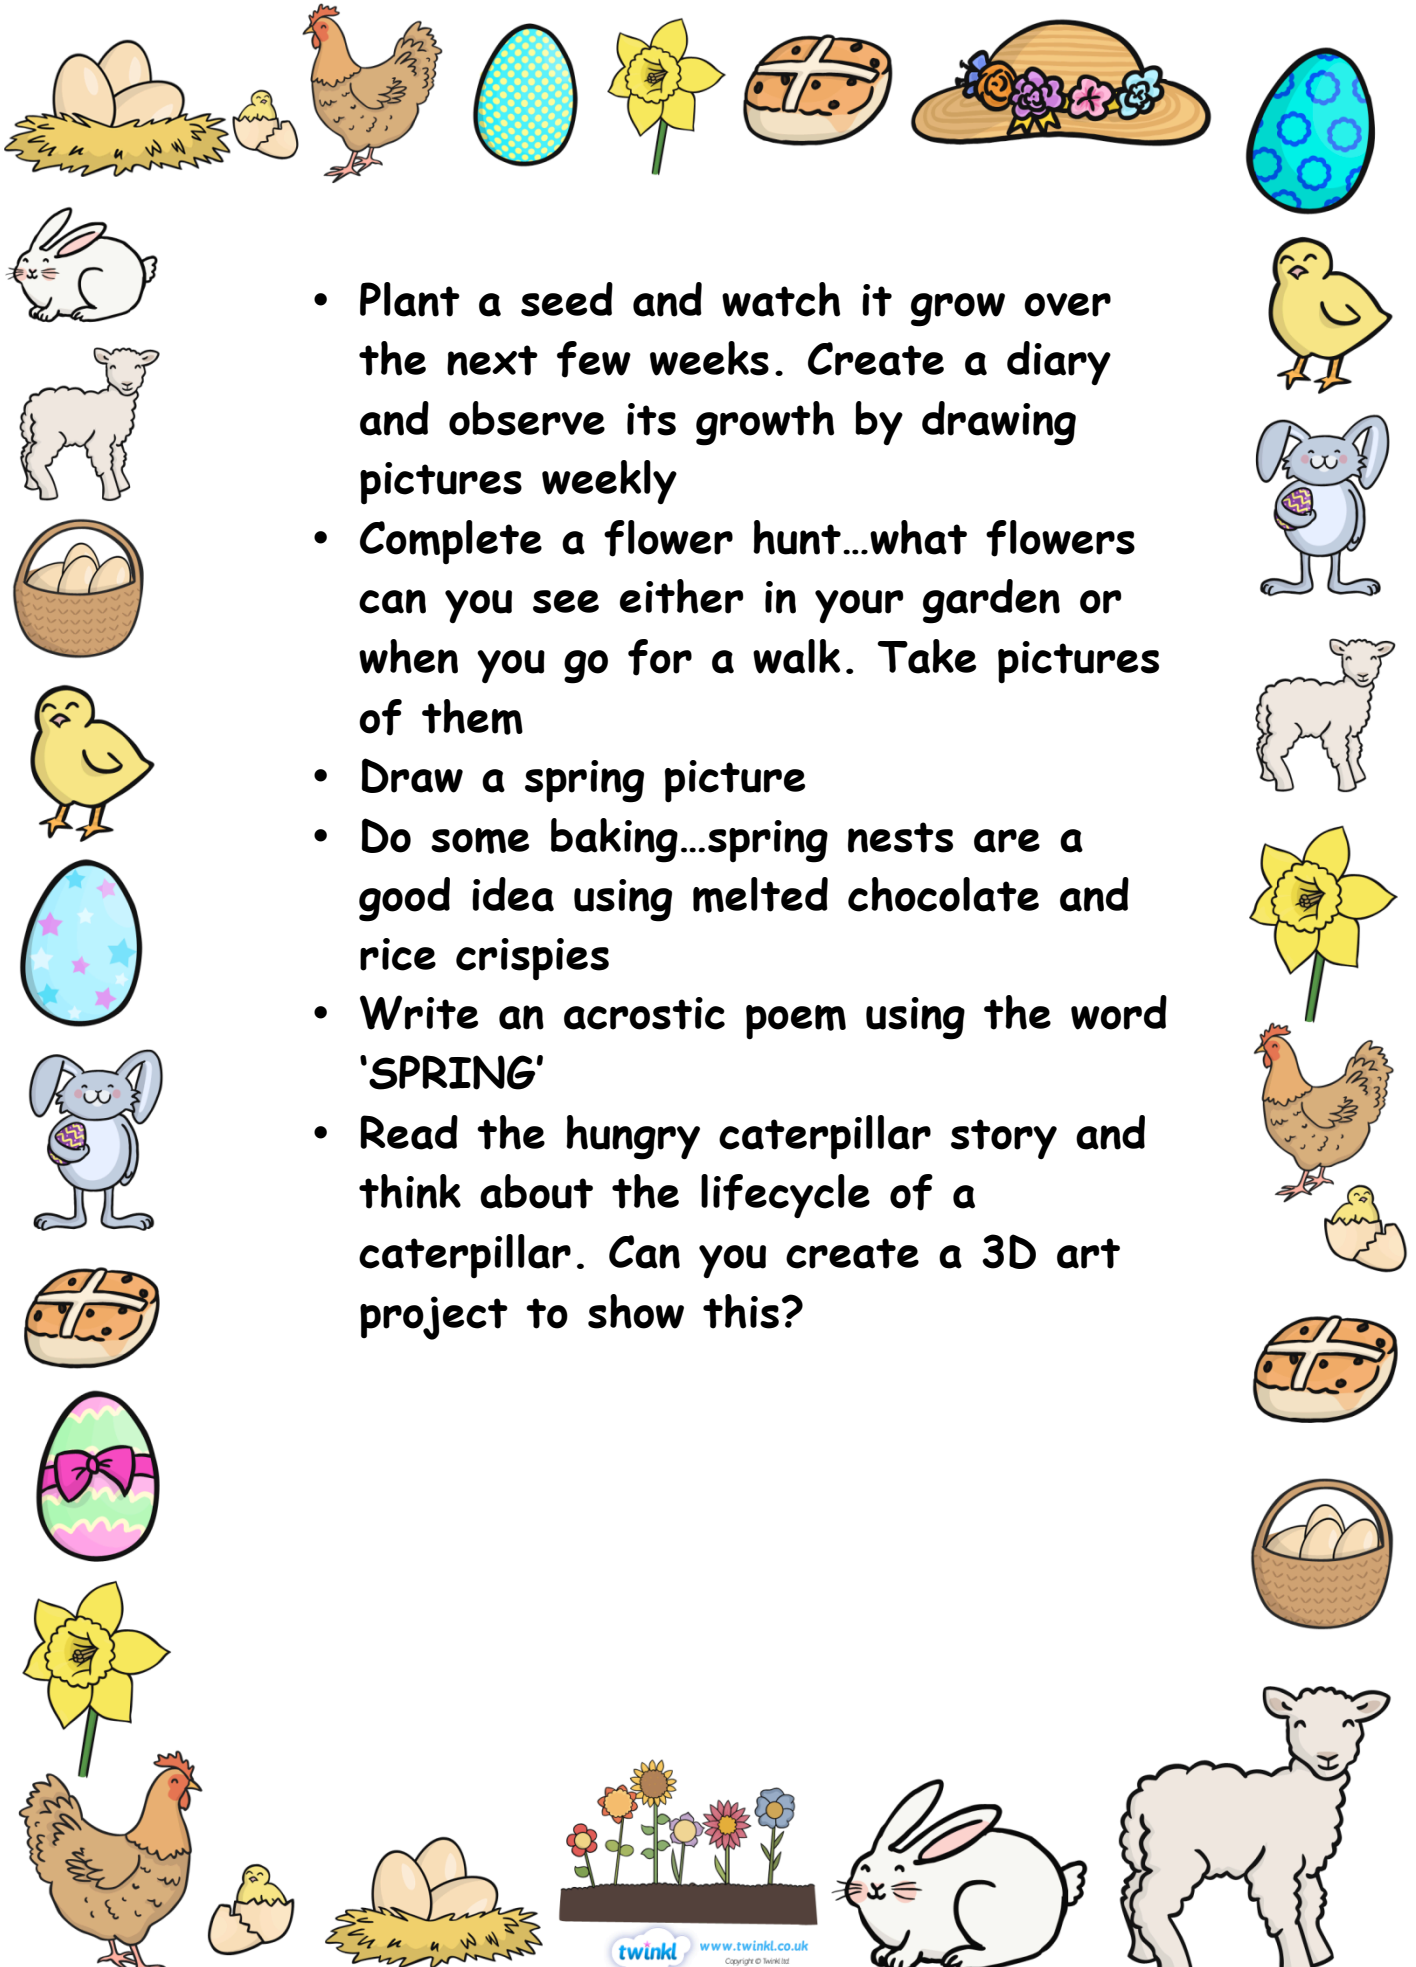 • Plant a seed and watch it grow over
the next few weeks. Create a diary
and observe its growth by drawing
pictures weekly
• Complete a flower hunt…what flowers
can you see either in your garden or
when you go for a walk. Take pictures
of them
• Draw a spring picture
• Do some baking…spring nests are a
good idea using melted chocolate and
rice crispies
• Write an acrostic poem using the word
‘SPRING’
• Read the hungry caterpillar story and
think about the lifecycle of a
caterpillar. Can you create a 3D art
project to show this?
twinkl www.twinkl.co.uk
Copyright © Twinkl ltd